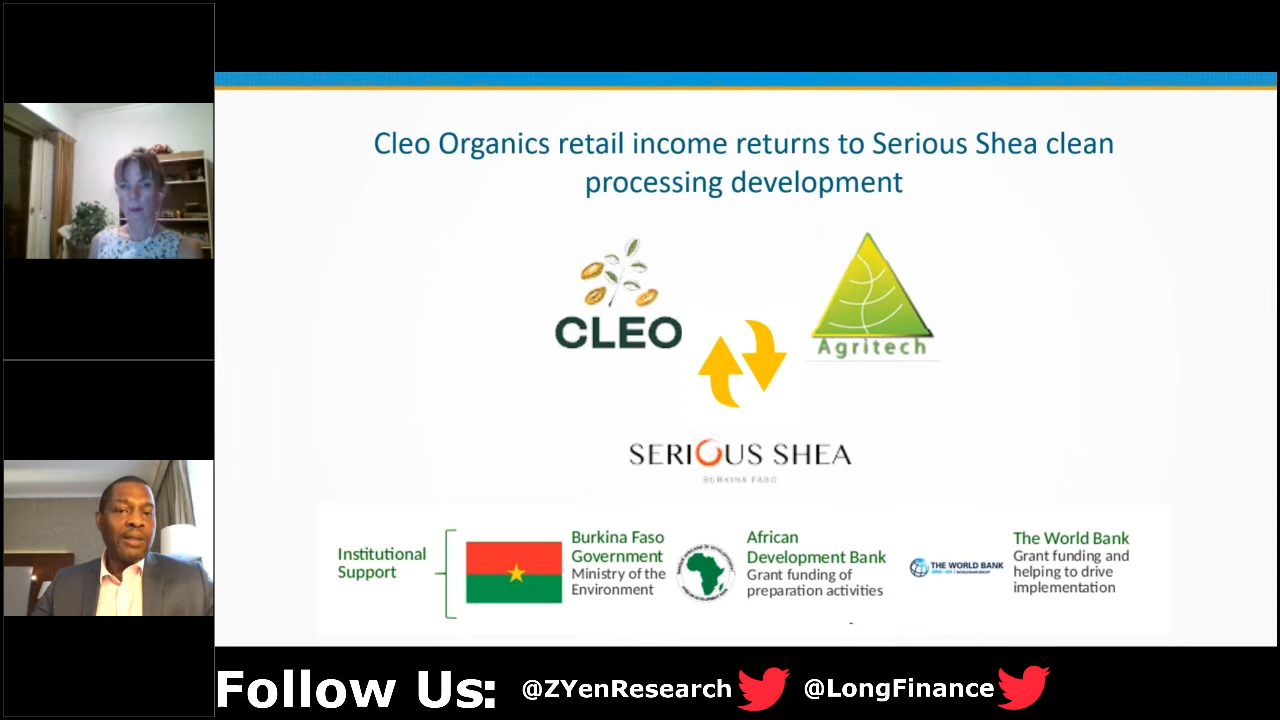 Cleo Organics retail income returns to Serious Shea clean
processing development
CLEO
Agritech
SERIOUS SHEA
BURKINA FASO
Institutional
Support
Burkina Faso
Government
Ministry of the
Environment
African
Development Bank
Grant funding of
preparation activities
THE WORLD BANK
The World Bank
Grant funding and
helping to drive
implementation
-
Follow Us:
@ZYenResearch
@LongFinance